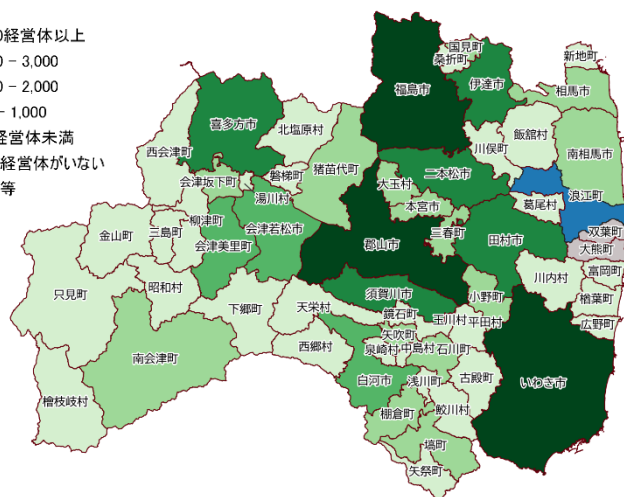 経営体以上
- 3,000
- 2,000
- 1,000
経営体未満
経営体がいない
等
国見町
桑折町
新地町
伊達市
福島市
相馬市
喜多方市
北塩原村
飯舘村
川俣町
西会津町
猪苗代町
南相馬市
二本松市
磐梯町
会津坂下町
大玉村
湯川村
浪江町
葛尾村
本宮市
柳津町
三島町
金山町
会津若松市
三春町
双葉町
会津美里町
郡山市
田村市
大熊町
川内村
富岡町
只見町
昭和村
須賀川市
小野町
楢葉町
下郷町
天栄村
鏡石町
玉川村
平田村
広野町
矢吹町
西郷村
泉崎村
中島村
石川町
南会津町
白河市
浅川町
古殿町
いわき市
檜枝岐村
棚倉町
鮫川村
塙町
矢祭町